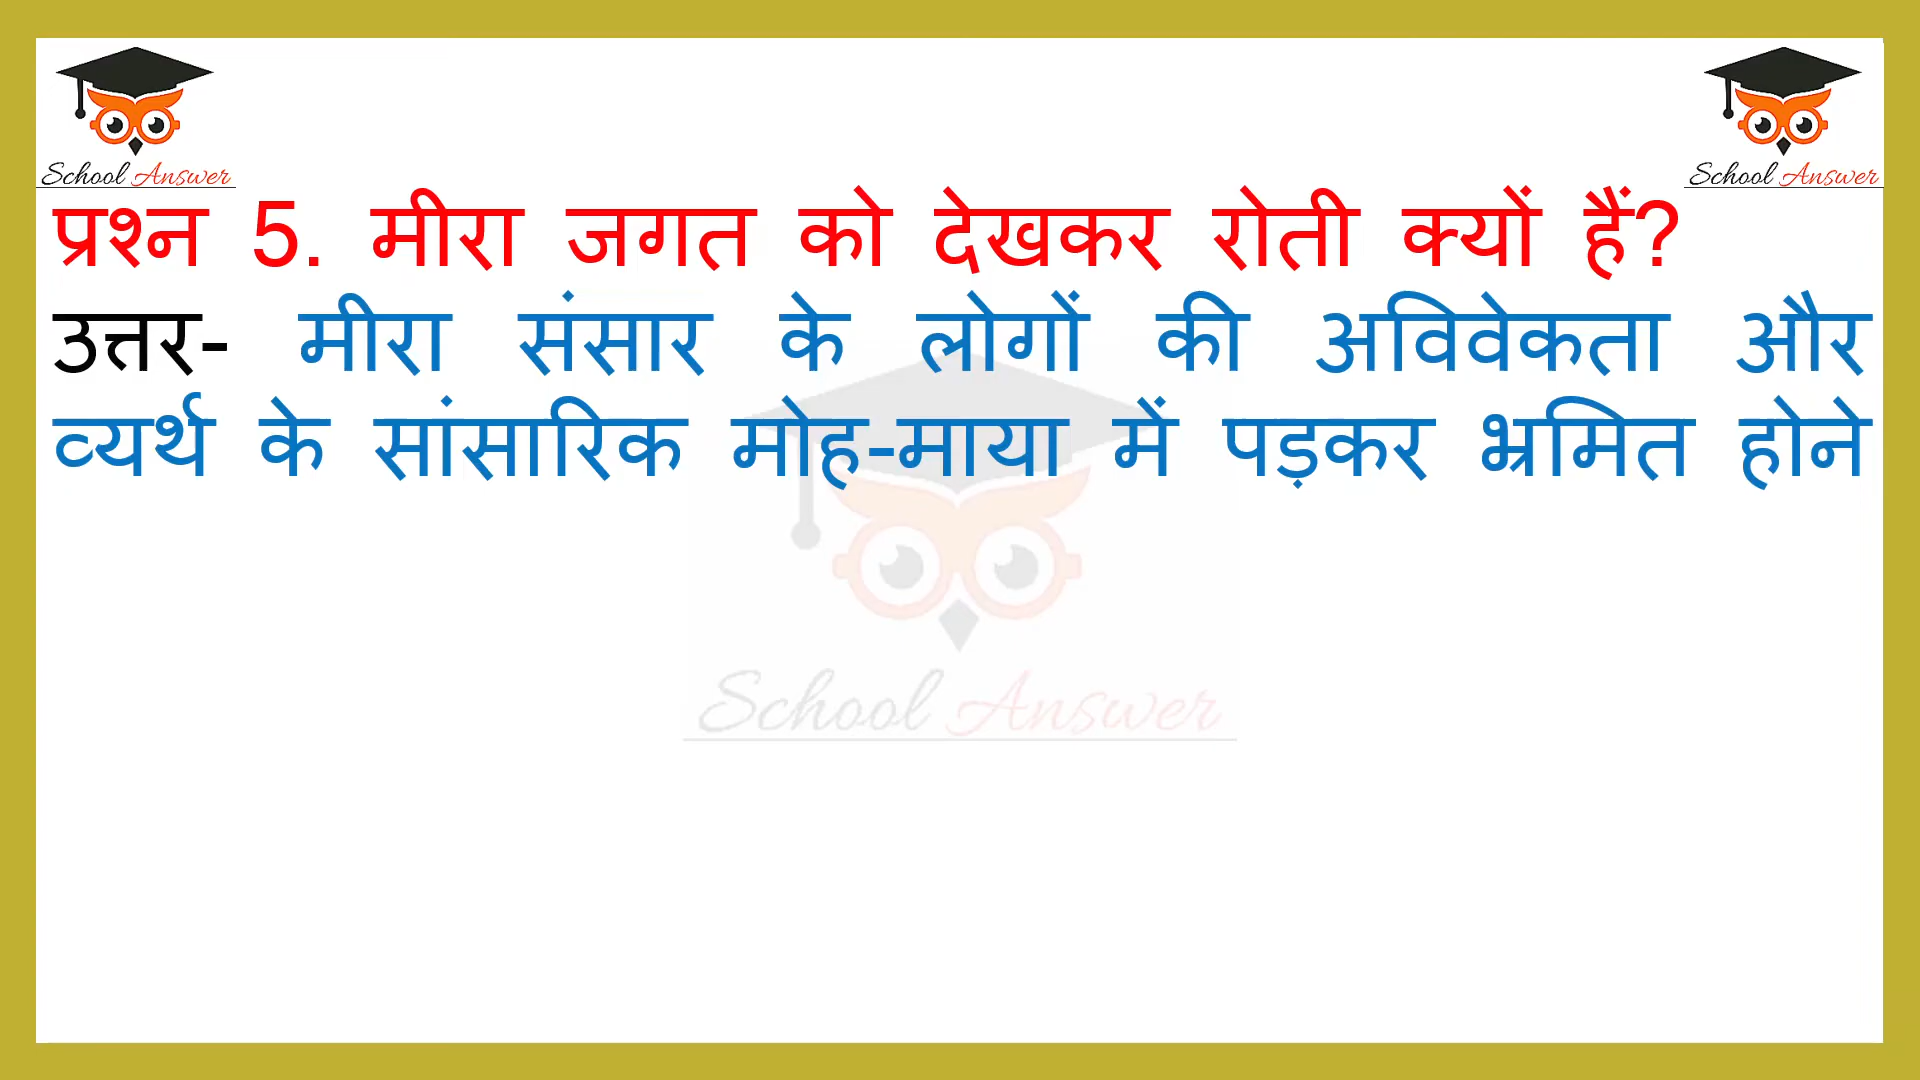 School Answer
School Answer
प्रश्न 5. मीरा जगत को देखकर रोती क्यों हैं?
उत्तर- मीरा संसार के लोगों की अविवेकता और
व्यर्थ के सांसारिक मोह-माया में पड़कर भ्रमित होने
School Answer